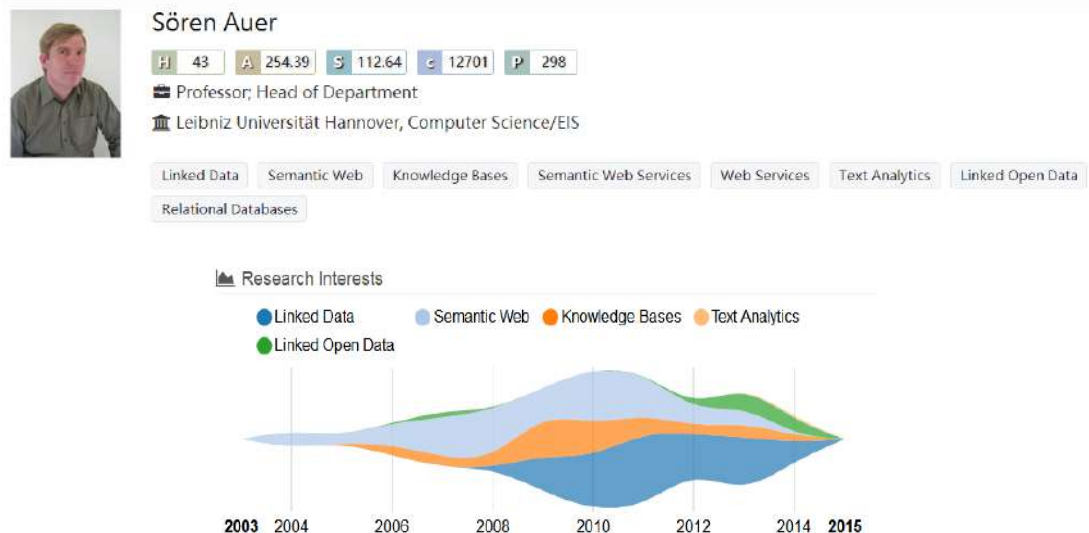 Sören Auer
H 43 A 254.39 S 112.64 c 12701 P 298
Professor; Head of Department
Leibniz Universität Hannover, Computer Science/EIS
Linked Data Semantic Web Knowledge Bases Semantic Web Services Web Services Text Analytics Linked Open Data
Relational Databases
Research Interests
Linked Data Semantic Web Knowledge Bases Text Analytics
Linked Open Data
2003 2004 2006 2008 2010 2012 2014 2015